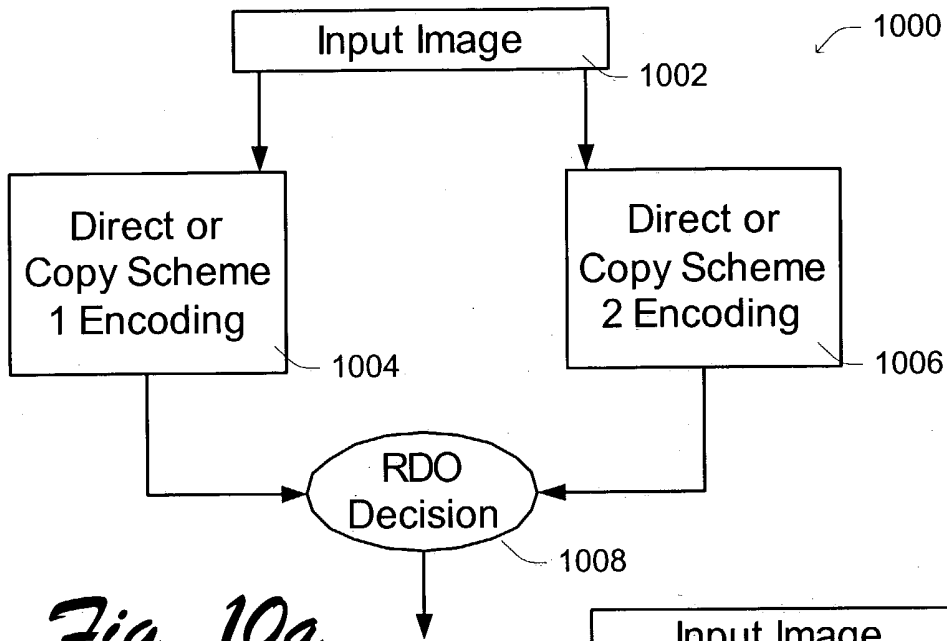 Input Image
1000
1002
Direct or
Copy Scheme
1 Encoding
1004
Direct or
Copy Scheme
2 Encoding
1006
RDO
Decision
1008
Fig. 10a
Input Image